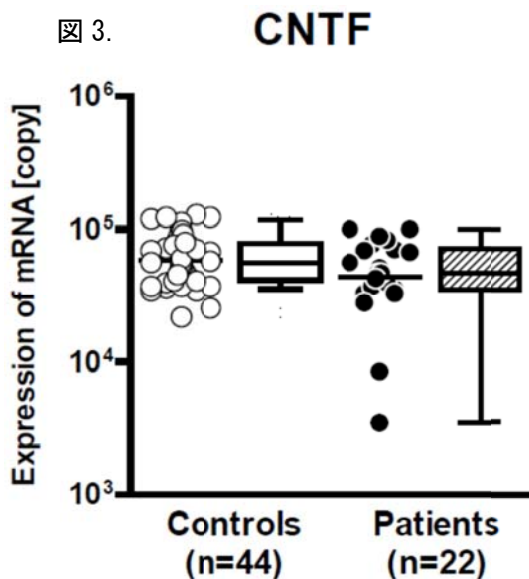 図 3.
CNTF
Expression of mRNA [copy]
10⁶
10⁵
10⁴
10³
Controls
(n=44)
Patients
(n=22)